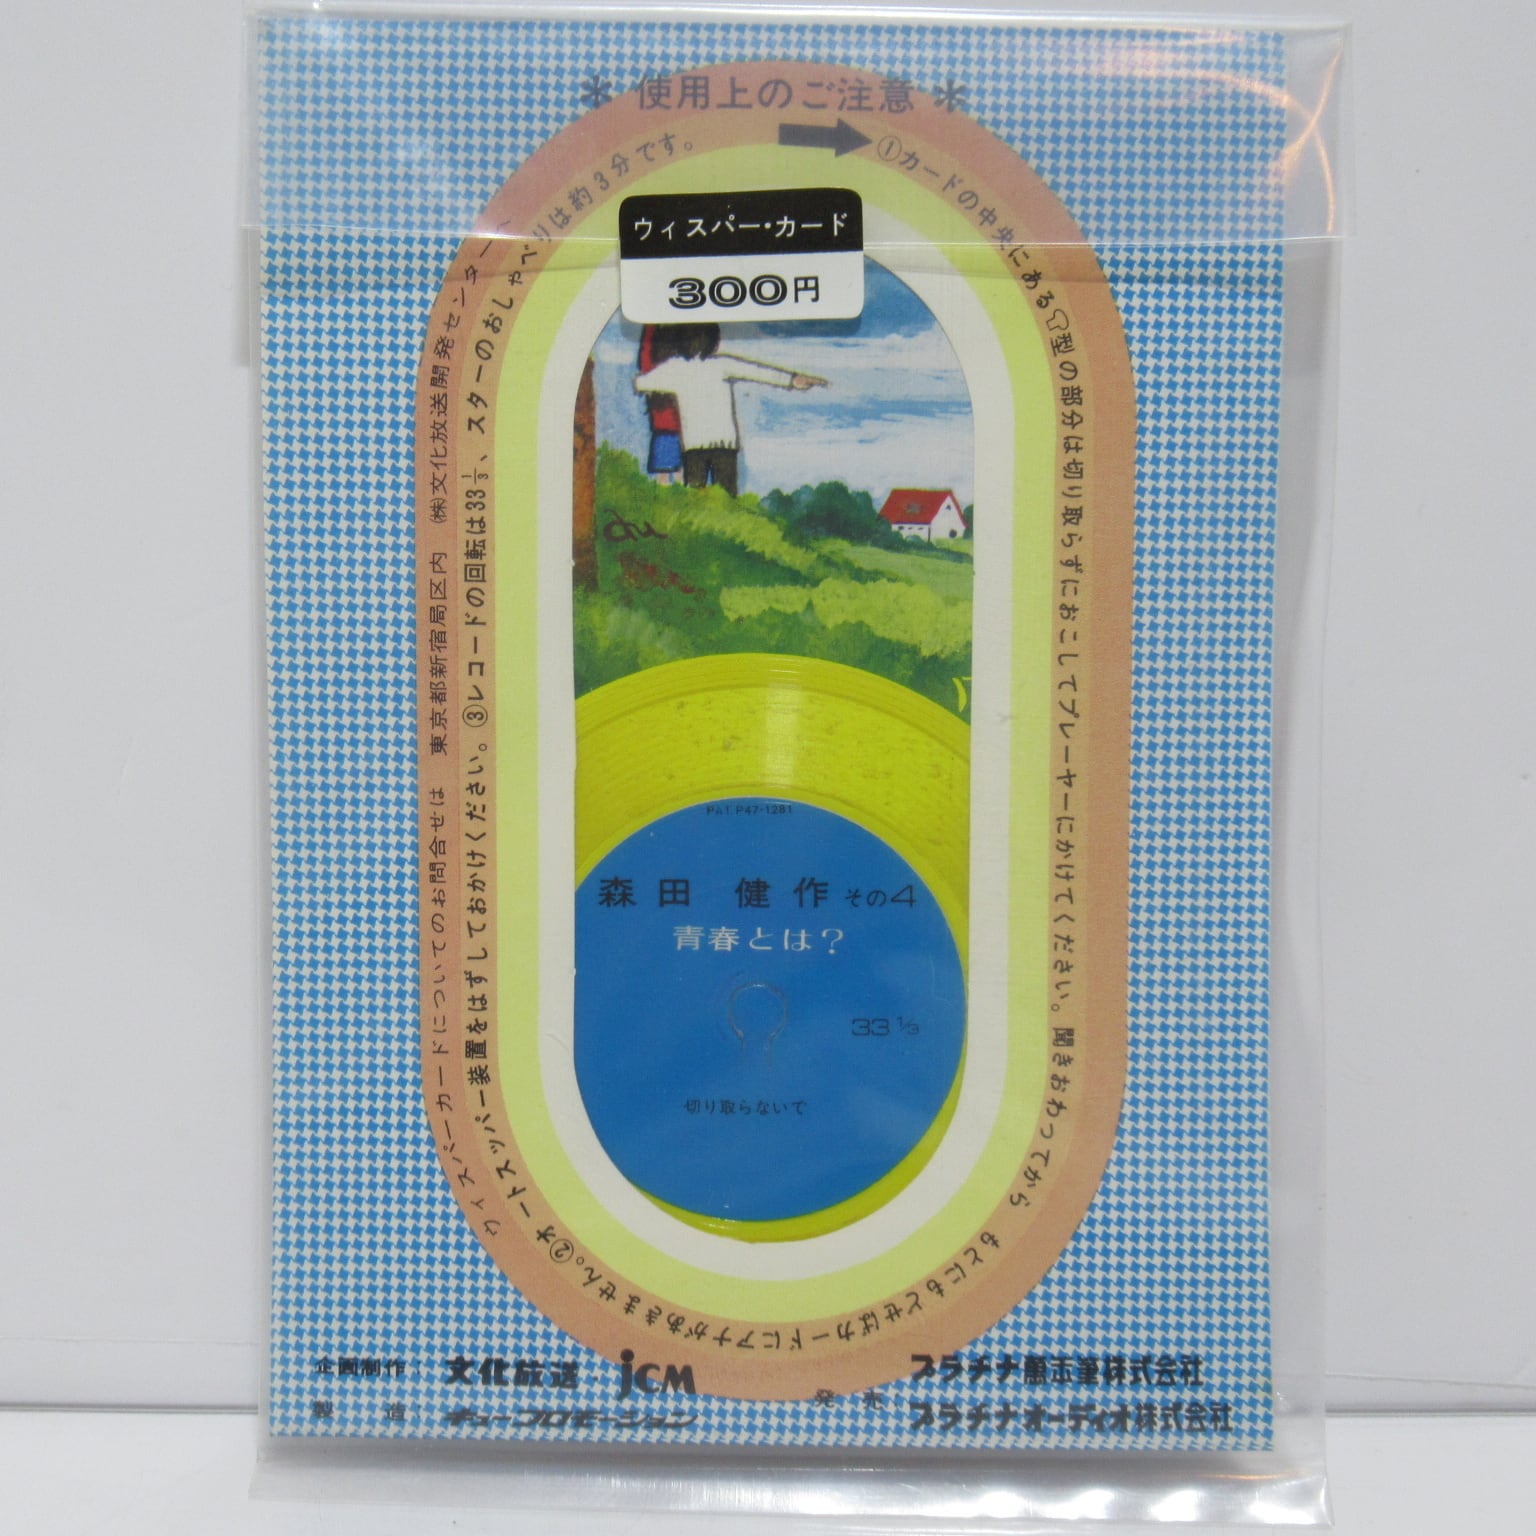 ＊ 使用上のご注意 ＊
①カードの中央にある型の部分は切り取らずにおこしてプレーヤーにかけてください。聞きおわってから もとにもどせばカードにアナがあきません。②オートスッパー装置をはずしておかけください。③レコードの回転は33⅓、スターのおしゃべりは約3分です。
ウィスパーカードについてのお問合せは 東京都新宿局区内 ㈱文化放送開発センターへ
ウィスパー・カード
300円
du
PAT.P47-1281
森田 健作 その4
青春とは?
33⅓
切り取らないで
企画制作: 文化放送・jCM
製 造: キュープロモーション
発 売: プラチナ萬年筆株式会社
プラチナオーディオ株式会社